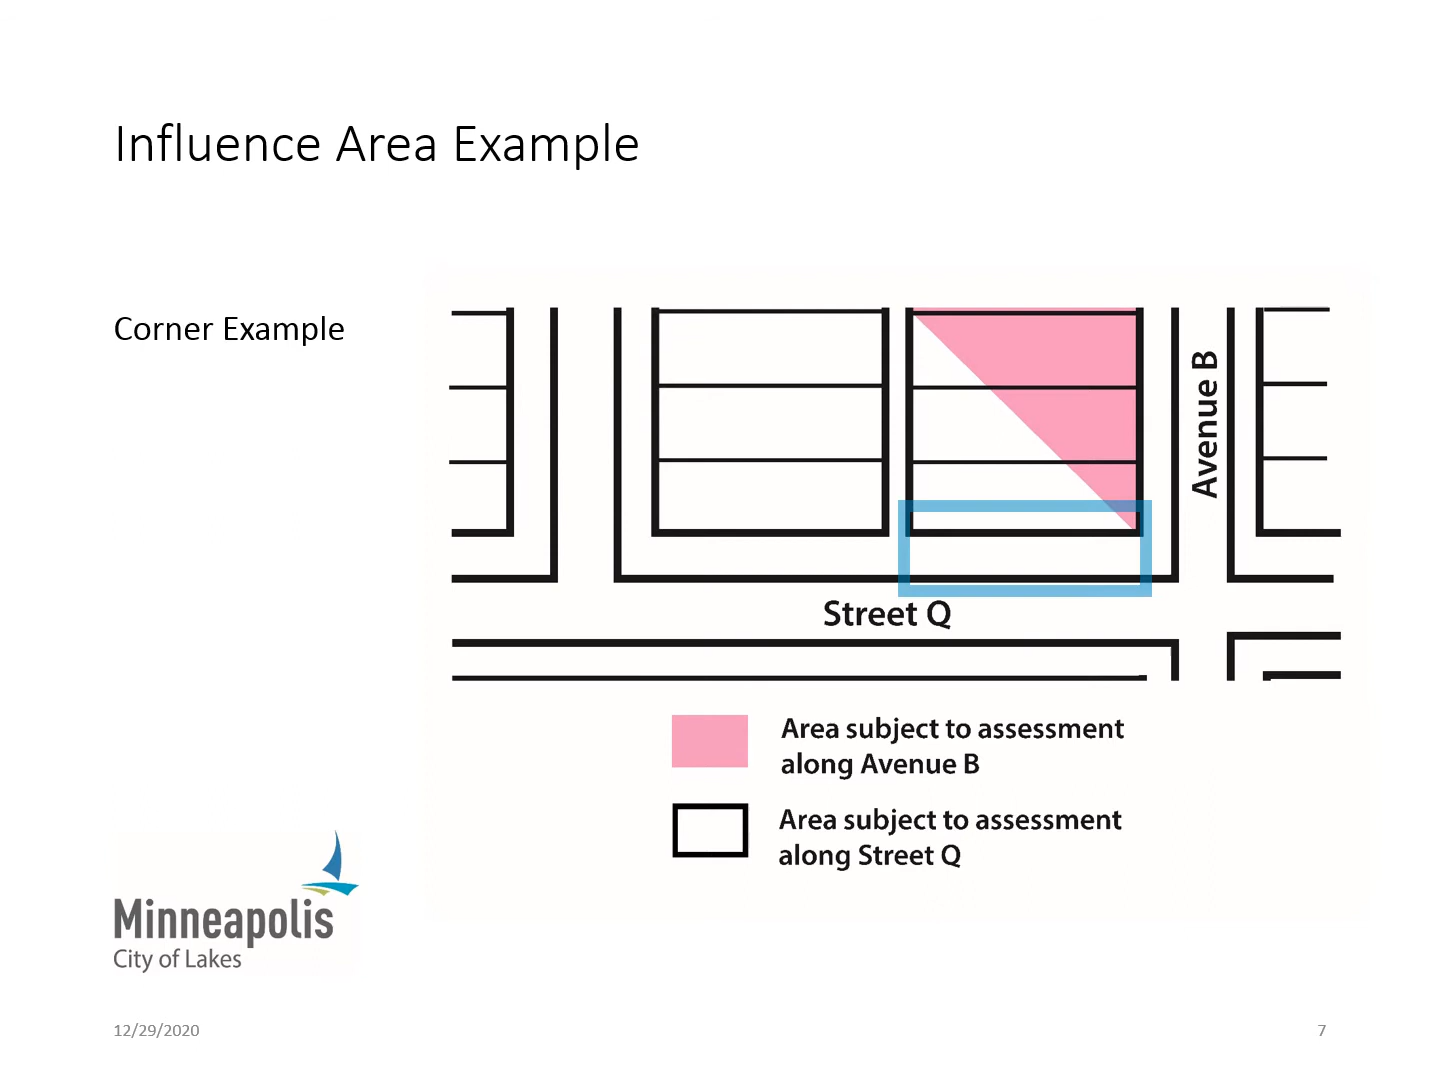 Influence Area Example
Corner Example
Avenue B
Street Q
Area subject to assessment
along Avenue B
Area subject to assessment
along Street Q
Minneapolis
City of Lakes
12/29/2020
7